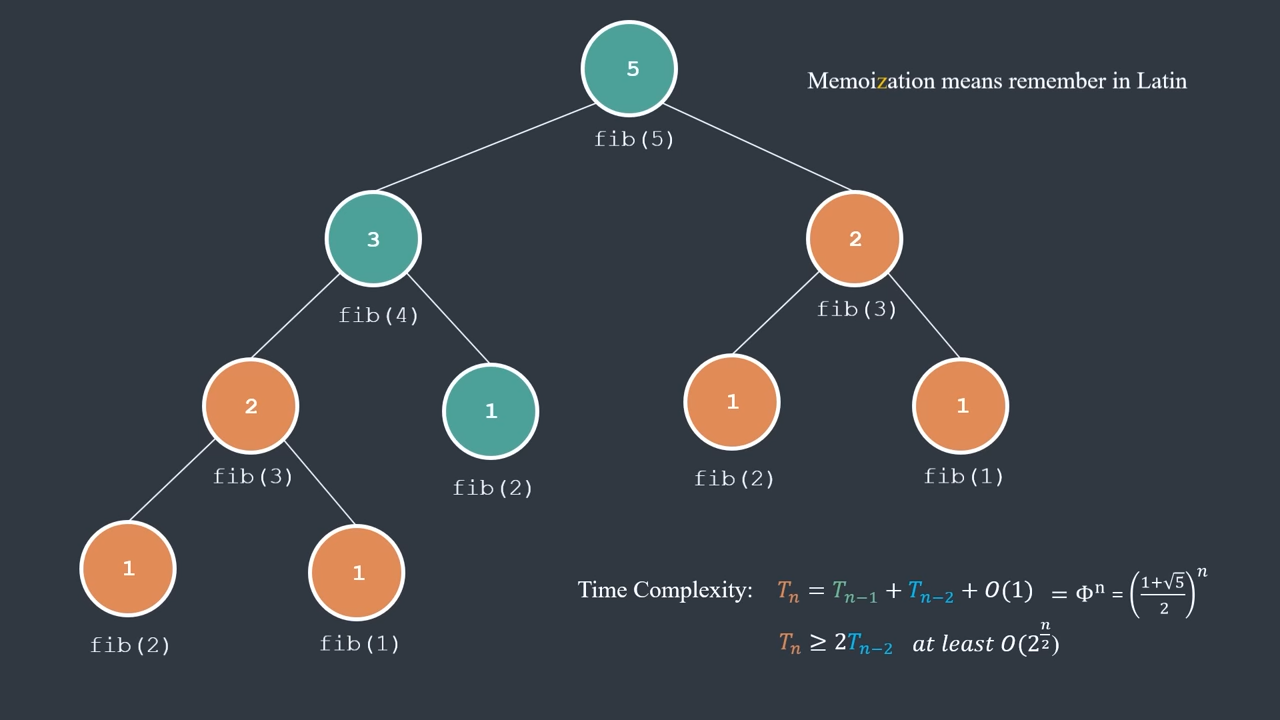 5
Memoization means remember in Latin
fib(5)
3
2
fib(4)
fib(3)
2
1
1
1
fib(3)
fib(2)
fib(2)
fib(1)
1
1
fib(2)
fib(1)
Time Complexity: Tₙ = Tₙ₋₁ + Tₙ₋₂ + O(1) = Φⁿ = ((1+√5)/2)ⁿ
Tₙ ≥ 2Tₙ₋₂ at least O(2^(n/2))